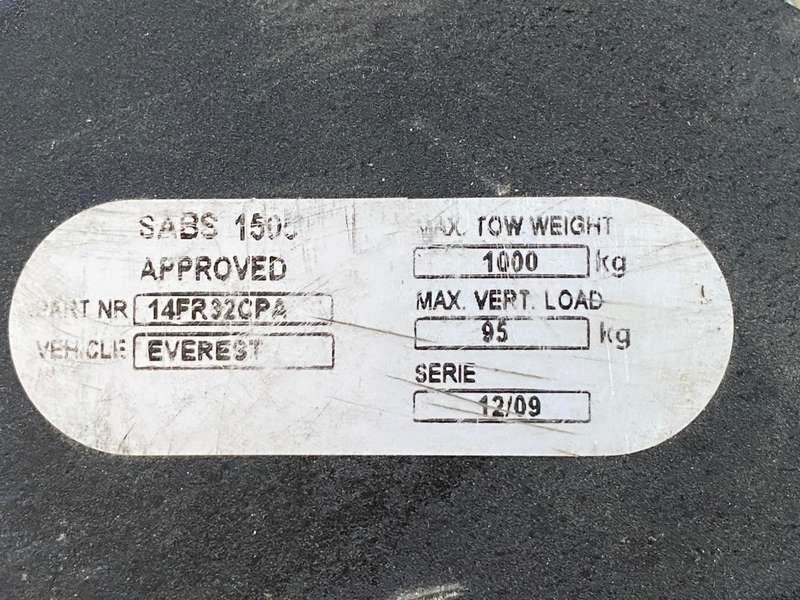 SABS 1505
APPROVED
PART NR 14FR32CPA
VEHICLE EVEREST
MAX. TOW WEIGHT
1000 kg
MAX. VERT. LOAD
95 kg
SERIE
12/09